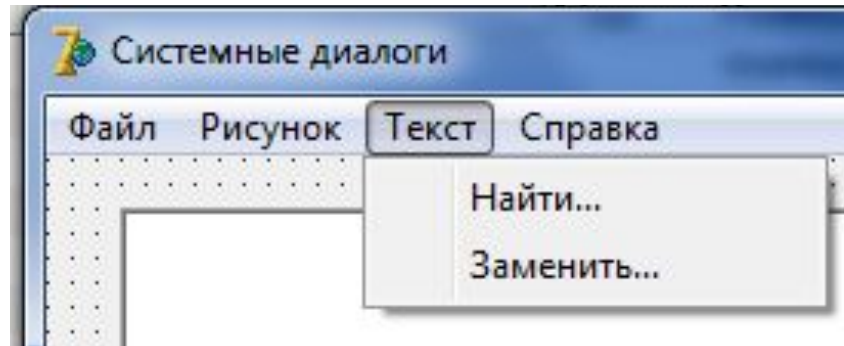 Системные диалоги
Файл Рисунок Текст Справка
Найти...
Заменить...